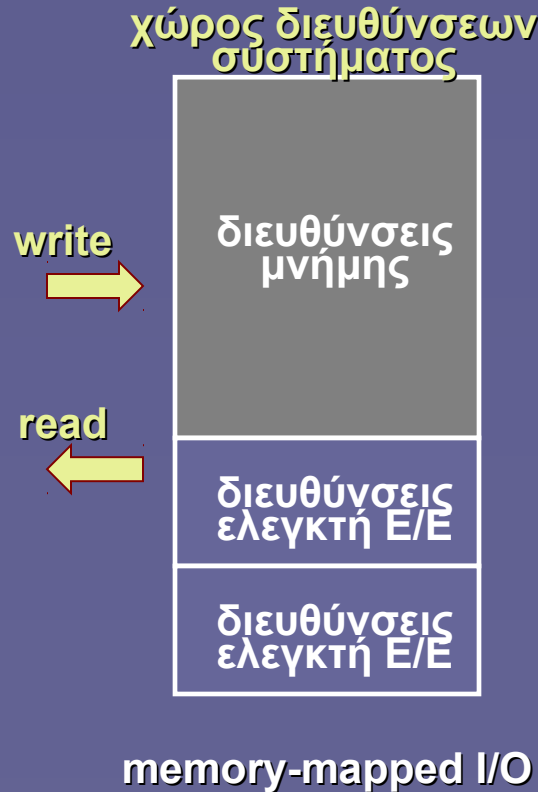 χώρος διευθύνσεων
συστήματος
write
διευθύνσεις
μνήμης
read
διευθύνσεις
ελεγκτή Ε/Ε
διευθύνσεις
ελεγκτή Ε/Ε
memory-mapped I/O